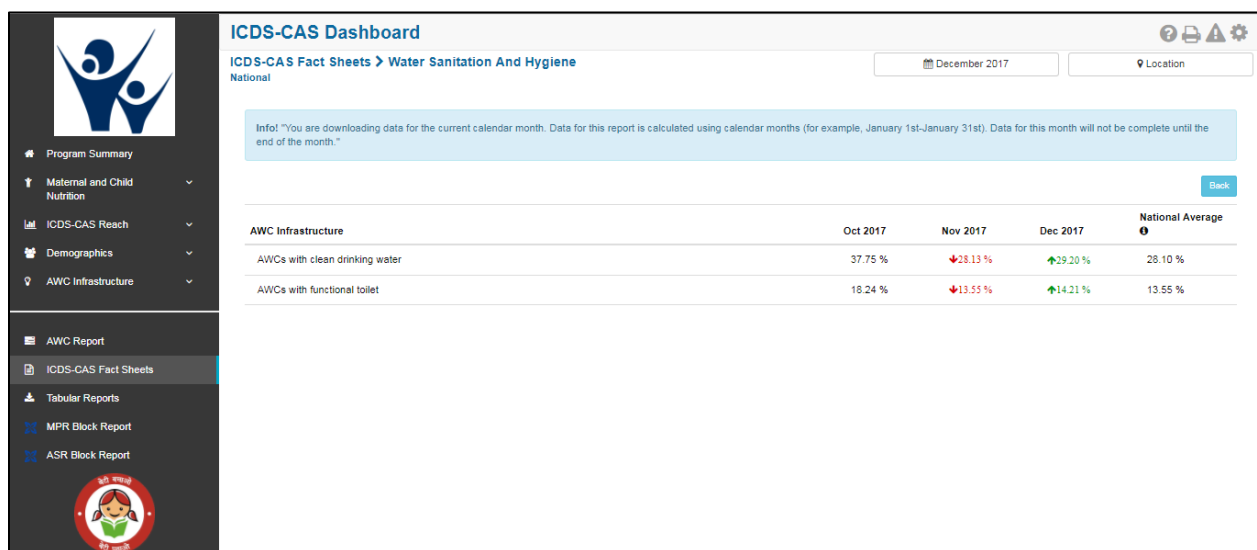 ICDS-CAS Dashboard
ICDS-CAS Fact Sheets > Water Sanitation And Hygiene
National
December 2017
Location
Info! "You are downloading data for the current calendar month. Data for this report is calculated using calendar months (for example, January 1st-January 31st). Data for this month will not be complete until the
end of the month."
Back
Program Summary
Maternal and Child
Nutrition
ICDS-CAS Reach
Demographics
AWC Infrastructure
AWC Report
ICDS-CAS Fact Sheets
Tabular Reports
MPR Block Report
ASR Block Report
बेटी बचाओ
बेटी पढ़ाओ
AWC Infrastructure Oct 2017 Nov 2017 Dec 2017 National Average
AWCs with clean drinking water 37.75 % 28.13 % 29.20 % 28.10 %
AWCs with functional toilet 18.24 % 13.55 % 14.21 % 13.55 %